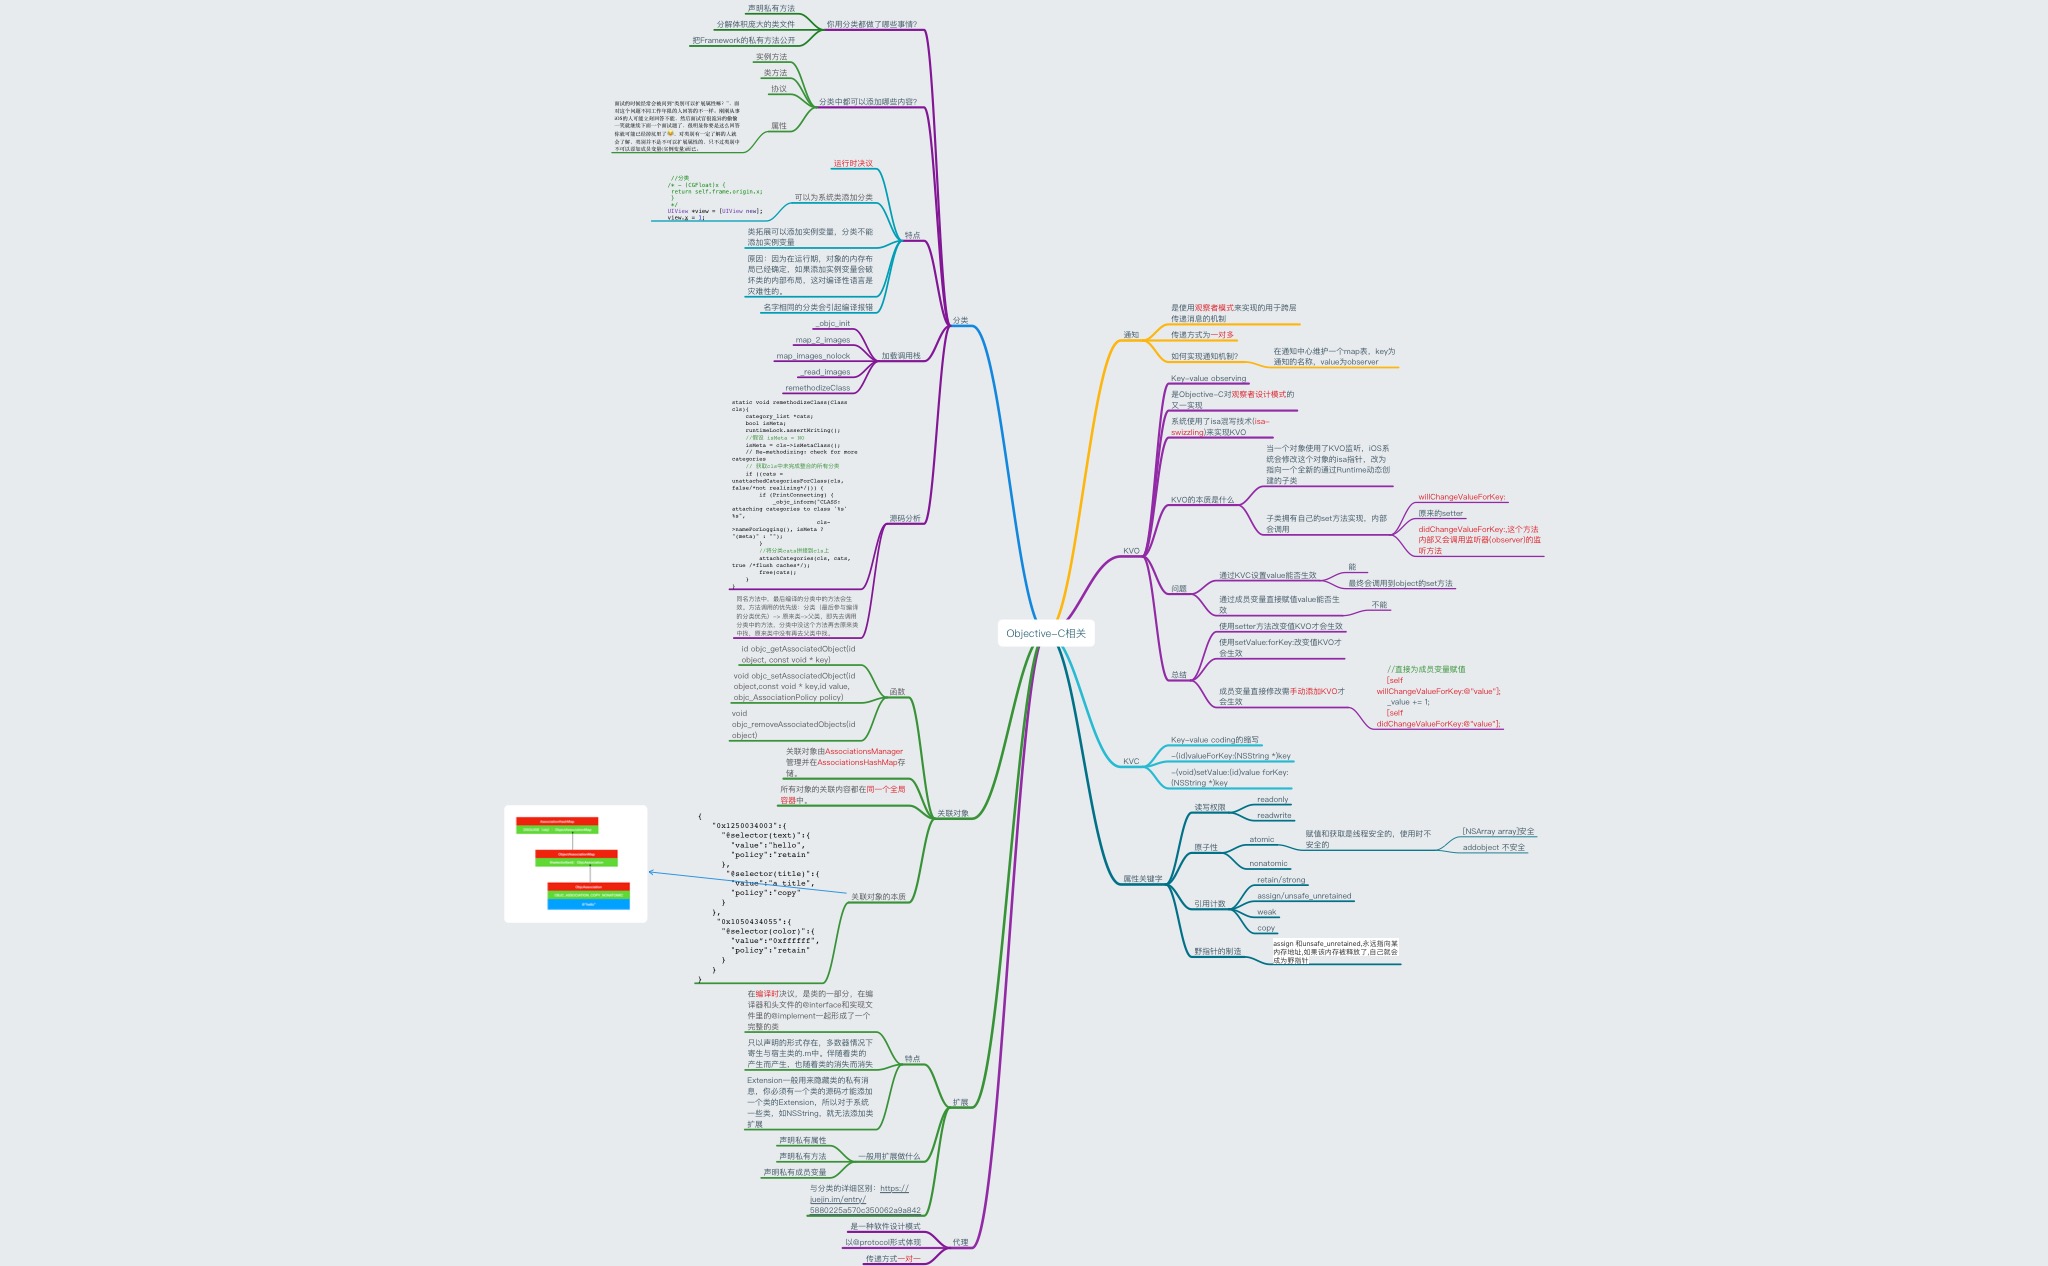 声明私有方法
分解体积庞大的类文件
把Framework的私有方法公开
你用分类都做了哪些事情?
实例方法
类方法
协议
属性
分类中都可以添加哪些内容?
运行时决议
//分类
/* - (CGFloat)x {
return self.frame.origin.x;
}
*/
UIView *view = [UIView new];
view.x = 1;
可以为系统类添加分类
类拓展可以添加实例变量，分类不能
添加实例变量
原因：因为在运行期，对象的内存布
局已经确定，如果添加实例变量会破
坏类的内部布局，这对编译性语言是
灾难性的。
名字相同的分类会引起编译报错
特点
_objc_init
map_2_images
map_images_nolock
_read_images
remethodizeClass
加载调用栈
static void remethodizeClass(Class
cls){
category_list *cats;
bool isMeta;
runtimeLock.assertWriting();
//假设 isMeta = NO
isMeta = cls->isMetaClass();
// Re-methodizing: check for more
categories
// 获取cls中未完成整合的所有分类
if ((cats =
unattachedCategoriesForClass(cls,
false/*not realizing*/))) {
if (PrintConnecting) {
_objc_inform("CLASS:
attaching categories to class '%s'
%s",
cls-
>nameForLogging(), isMeta ?
"(meta)" : "");
}
//将分类cats拼接到cls上
attachCategories(cls, cats,
true /*flush caches*/);
free(cats);
}
}
同名方法中，最后编译的分类中的方法会生
效。方法调用的优先级：分类（最后参与编译
的分类优先）-> 原来类->父类，即先去调用
分类中的方法，分类中没这个方法再去原来类
中找，原来类中没有再去父类中找。
源码分析
分类
id objc_getAssociatedObject(id
object, const void * key)
void objc_setAssociatedObject(id
object,const void * key,id value,
objc_AssociationPolicy policy)
void
objc_removeAssociatedObjects(id
object)
函数
关联对象由AssociationsManager
管理并在AssociationsHashMap存
储。
所有对象的关联内容都在同一个全局
容器中。
{
"0x1250034003":{
"@selector(text)":{
"value":"hello",
"policy":"retain"
},
"@selector(title)":{
"value":"a title",
"policy":"copy"
}
},
"0x1050434055":{
"@selector(color)":{
"value":"0xffffff",
"policy":"retain"
}
}
}
关联对象的本质
关联对象
在编译时决议，是类的一部分，在编
译器和头文件的@interface和实现文
件里的@implement一起形成了一个
完整的类
只以声明的形式存在，多数器情况下
寄生与宿主类的.m中。伴随着类的
产生而产生，也随着类的消失而消失
Extension一般用来隐藏类的私有消
息，你必须有一个类的源码才能添加
一个类的Extension，所以对于系统
一些类，如NSString，就无法添加类
扩展
特点
声明私有属性
声明私有方法
声明私有成员变量
一般用扩展做什么
与分类的详细区别：https://
juejin.im/entry/
5880225a570c350062a9a842
扩展
是一种软件设计模式
以@protocol形式体现
传递方式一对一
代理
Objective-C相关
通知
是使用观察者模式来实现的用于跨层
传递消息的机制
传递方式为一对多
如何实现通知机制?
在通知中心维护一个map表，key为
通知的名称，value为observer
KVO
Key-value observing
是Objective-C对观察者设计模式的
又一实现
系统使用了isa混写技术(isa-
swizzling)来实现KVO
KVO的本质是什么
当一个对象使用了KVO监听，iOS系
统会修改这个对象的isa指针，改为
指向一个全新的通过Runtime动态创
建的子类
子类拥有自己的set方法实现，内部
会调用
willChangeValueForKey:
原来的setter
didChangeValueForKey:,这个方法
内部又会调用监听器(observer)的监
听方法
问题
通过KVC设置value能否生效
能
最终会调用到object的set方法
通过成员变量直接赋值value能否生
效
不能
总结
使用setter方法改变值KVO才会生效
使用setValue:forKey:改变值KVO才
会生效
成员变量直接修改需手动添加KVO才
会生效
//直接为成员变量赋值
[self
willChangeValueForKey:@"value"];
_value += 1;
[self
didChangeValueForKey:@"value"];
KVC
Key-value coding的缩写
-(id)valueForKey:(NSString *)key
-(void)setValue:(id)value forKey:
(NSString *)key
属性关键字
读写权限
readonly
readwrite
原子性
atomic
赋值和获取是线程安全的，使用时不
安全的
[NSArray array]安全
addobject 不安全
nonatomic
引用计数
retain/strong
assign/unsafe_unretained
weak
copy
野指针的制造
assign 和unsafe_unretained,永远指向某
内存地址,如果该内存被释放了,自己就会
成为野指针